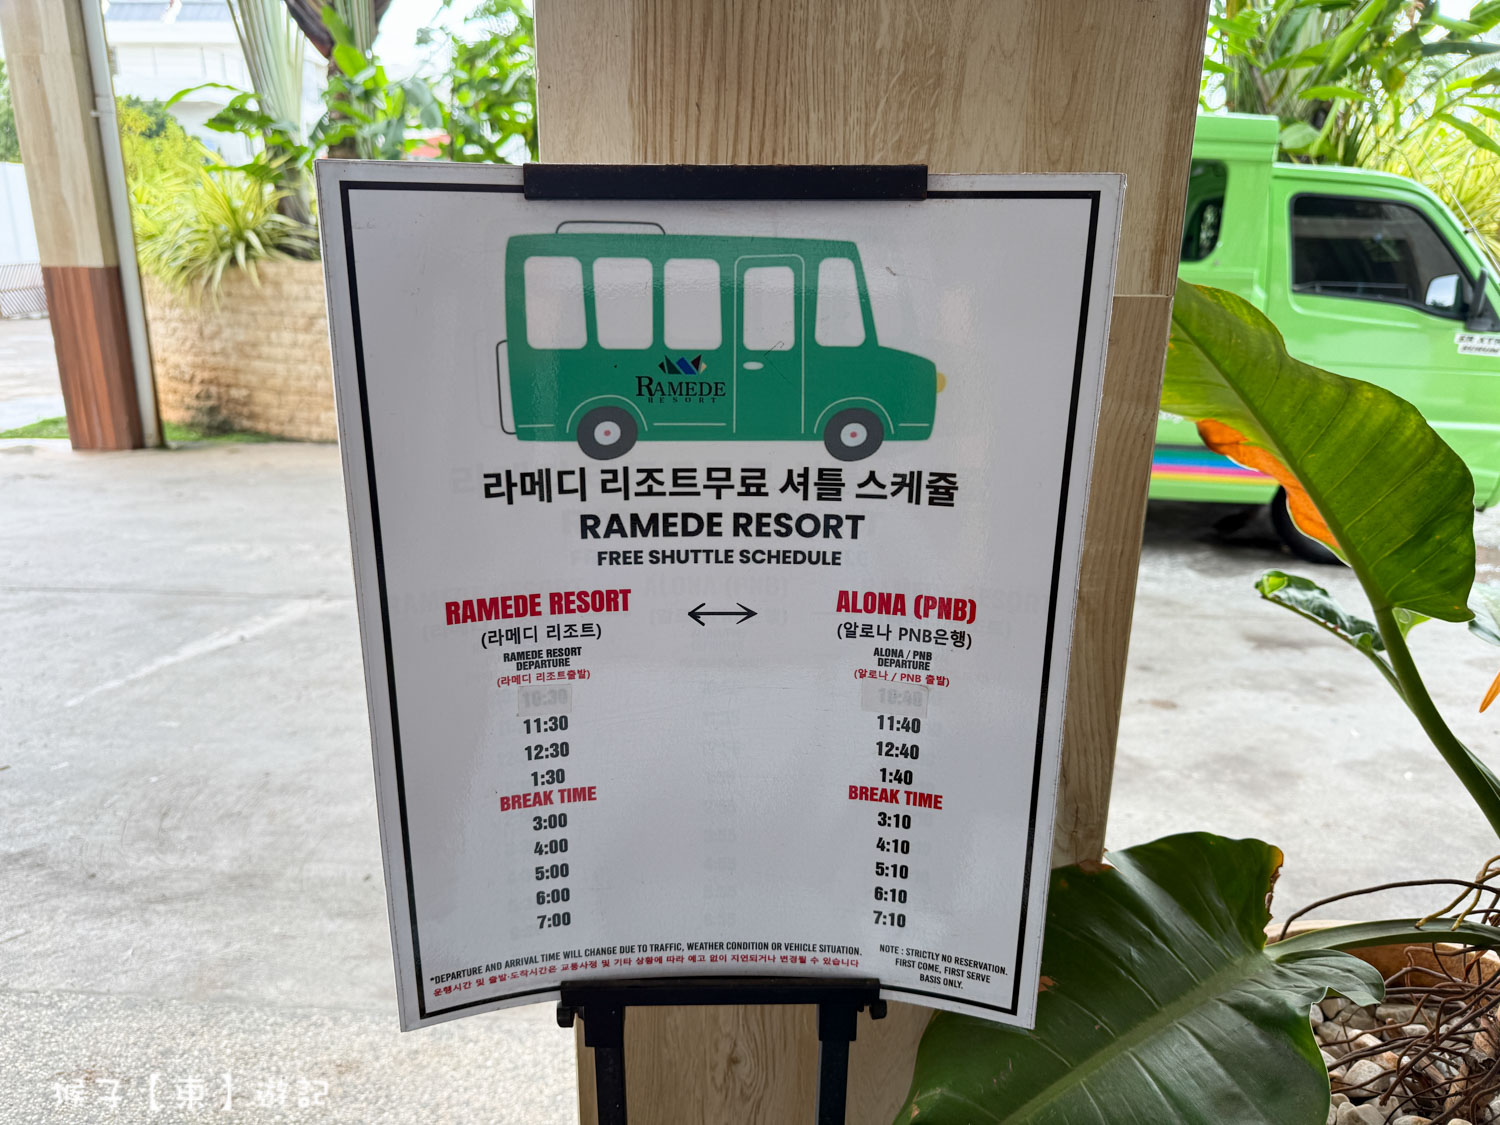 RAMEDE
RESORT
라메디 리조트무료 셔틀 스케쥴
RAMEDE RESORT
FREE SHUTTLE SCHEDULE
RAMEDE RESORT
(라메디 리조트)
RAMEDE RESORT
DEPARTURE
(라메디 리조트출발)
10:30
11:30
12:30
1:30
BREAK TIME
3:00
4:00
5:00
6:00
7:00
ALONA (PNB)
(알로나 PNB은행)
ALONA / PNB
DEPARTURE
(알로나 / PNB 출발)
10:40
11:40
12:40
1:40
BREAK TIME
3:10
4:10
5:10
6:10
7:10
*DEPARTURE AND ARRIVAL TIME WILL CHANGE DUE TO TRAFFIC, WEATHER CONDITION OR VEHICLE SITUATION.
운행시간 및 출발·도착시간은 교통사정 및 기타 상황에 따라 예고 없이 지연되거나 변경될 수 있습니다
NOTE : STRICTLY NO RESERVATION.
FIRST COME, FIRST SERVE
BASIS ONLY.
猴子【東】遊記